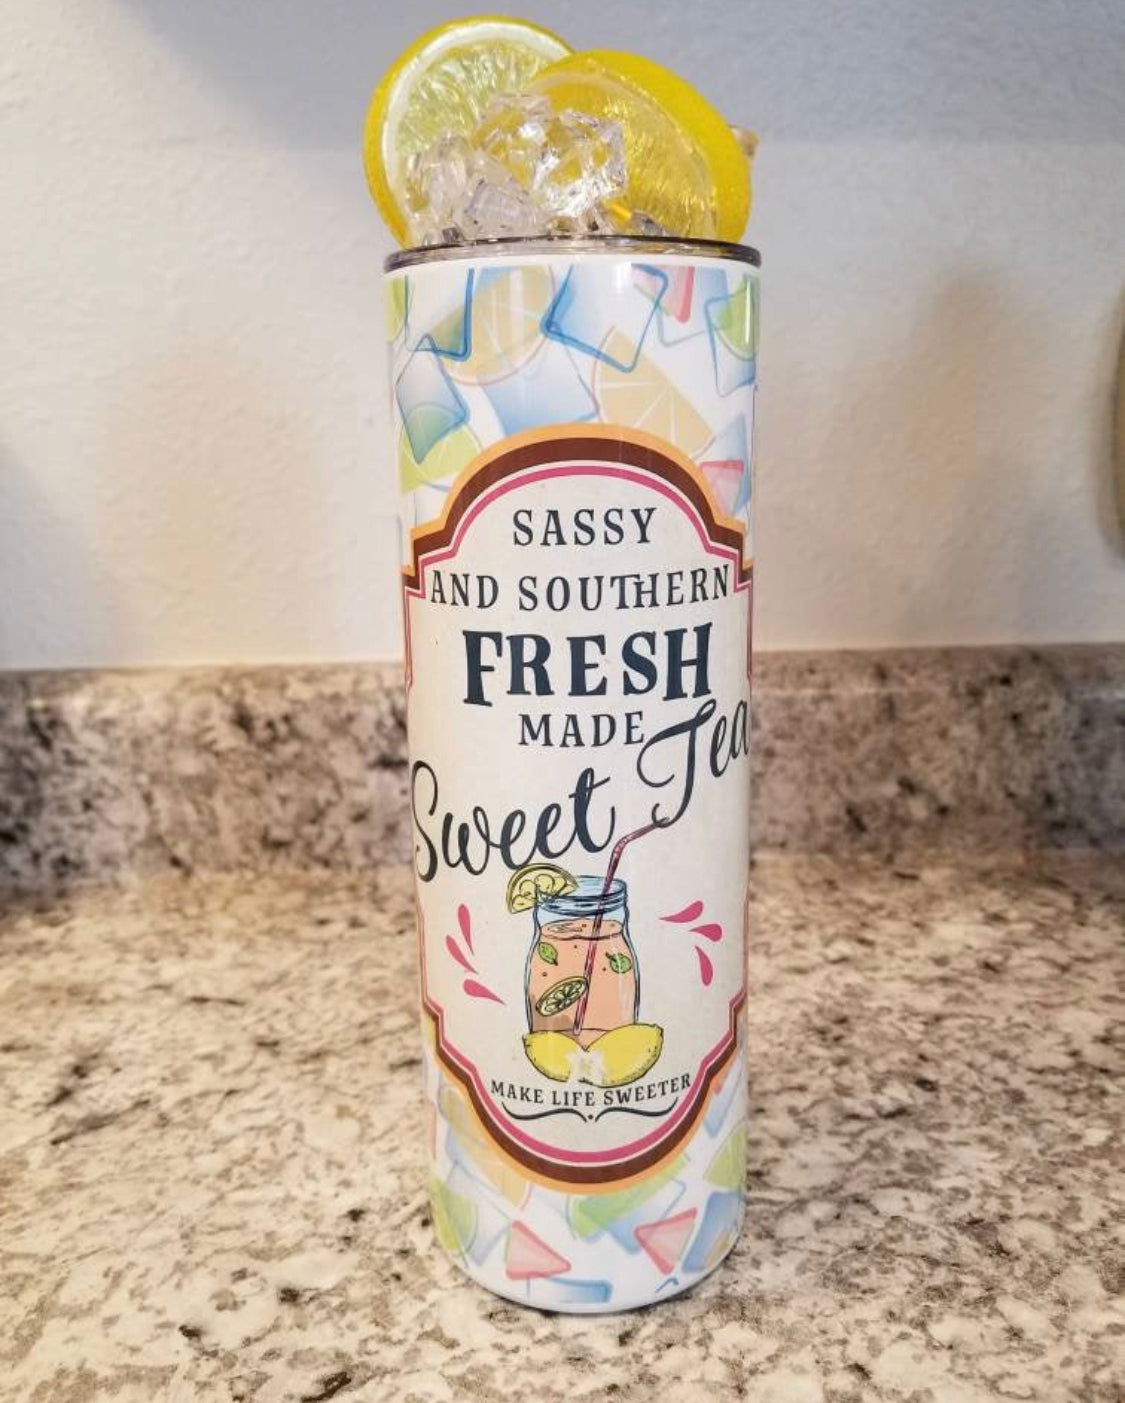 SASSY
AND SOUTHERN
FRESH
MADE
Sweet Tea
MAKE LIFE SWEETER